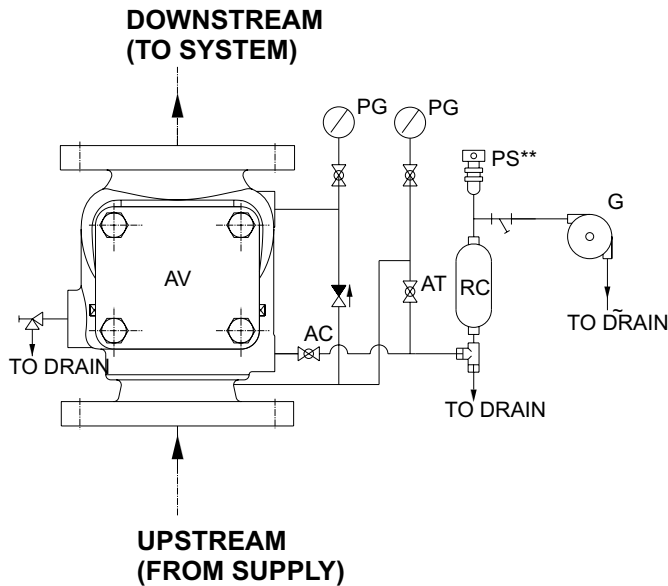 DOWNSTREAM
(TO SYSTEM)
PG
PG
PS**
G
AV
RC
AT
TO DRAIN
AC
TO DRAIN
TO DRAIN
UPSTREAM
(FROM SUPPLY)